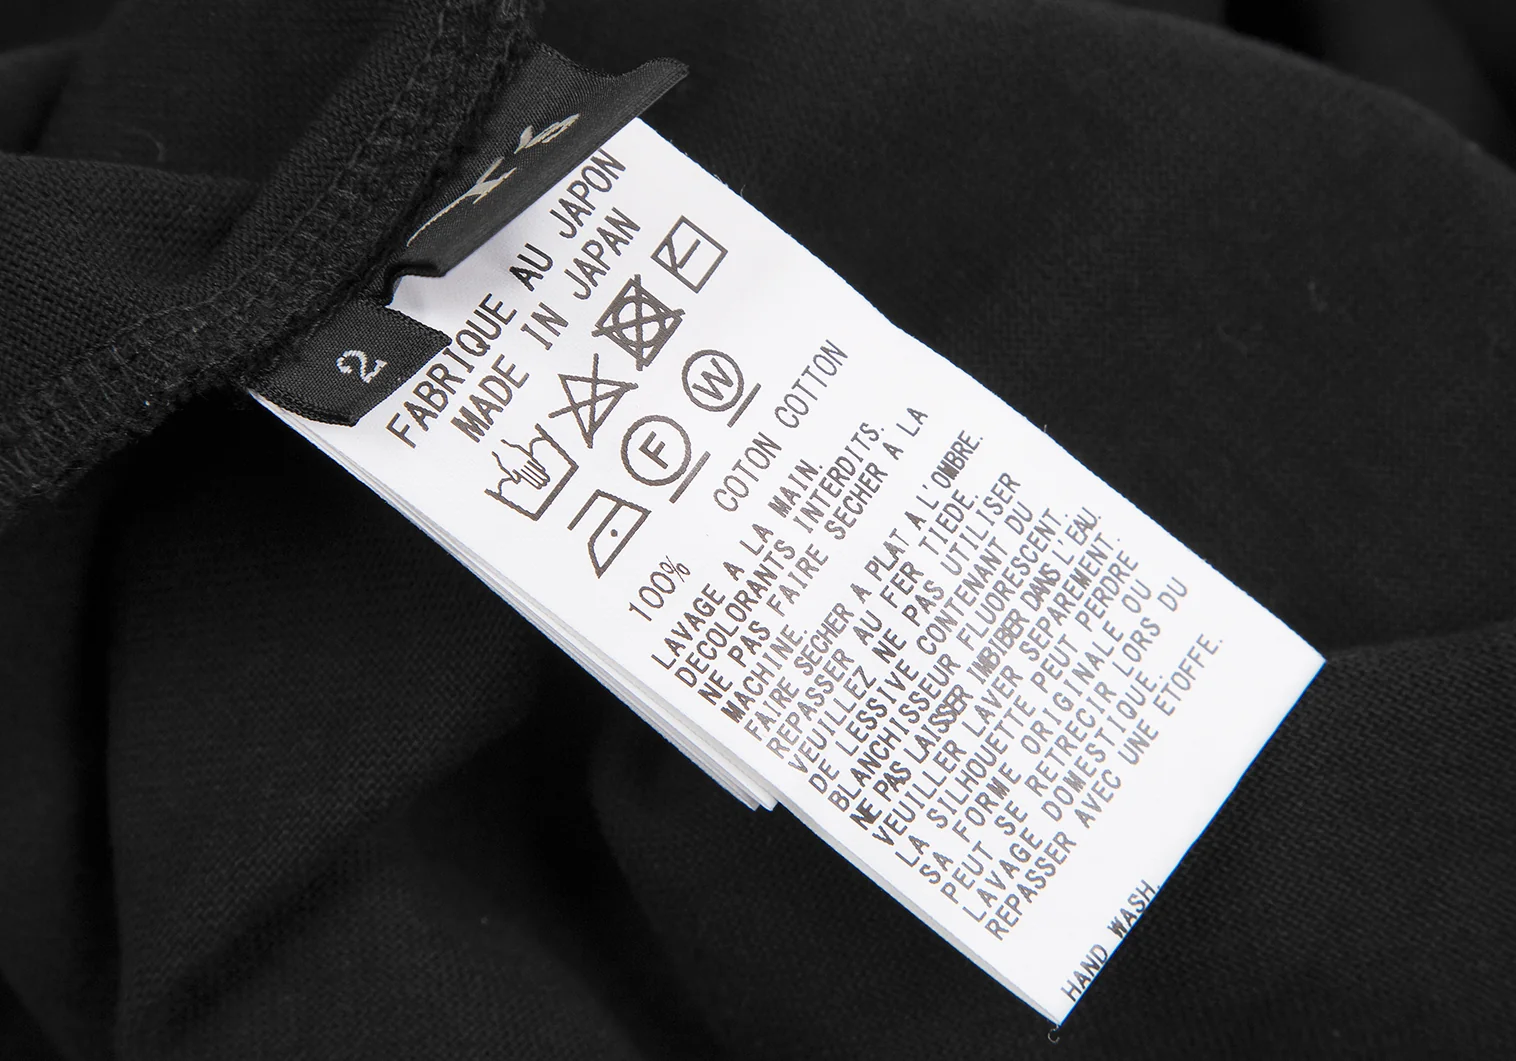 2
FABRIQUE AU JAPON
MADE IN JAPAN
F W
100% COTON COTTON
LAVAGE A LA MAIN.
DECOLORANTS INTERDITS.
NE PAS FAIRE SECHER A LA
MACHINE.
FAIRE SECHER A PLAT A L'OMBRE.
REPASSER AU FER TIEDE.
VEUILLEZ NE PAS UTILISER
DE LESSIVE CONTENANT DU
BLANCHISSEUR FLUORESCENT.
NE PAS LAISSER IMBIBER DANS L'EAU.
VEUILLER LAVER SEPAREMENT.
LA SILHOUETTE PEUT PERDRE
SA FORME ORIGINALE OU
PEUT SE RETRECIR LORS DU
LAVAGE DOMESTIQUE.
REPASSER AVEC UNE ETOFFE.
HAND WASH.